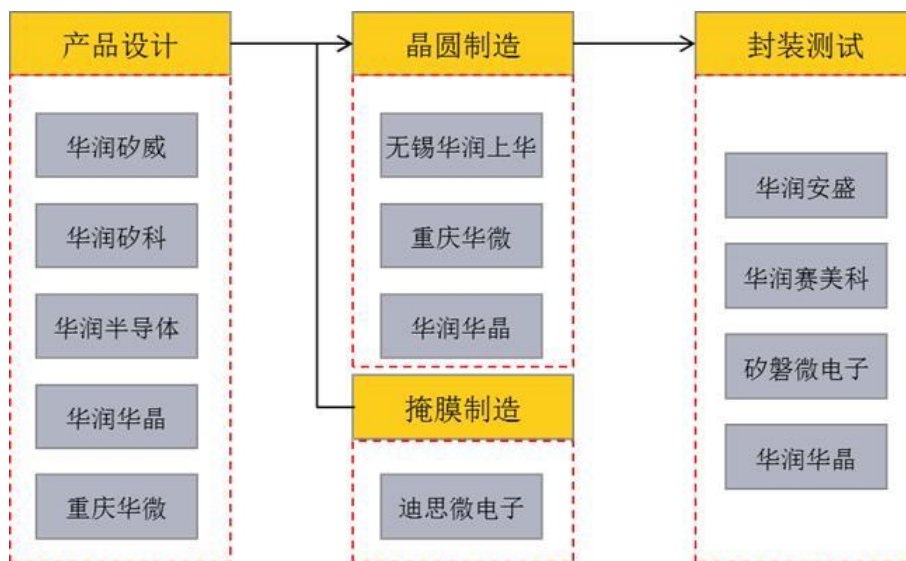 产品设计
华润矽威
华润矽科
华润半导体
华润华晶
重庆华微
晶圆制造
无锡华润上华
重庆华微
华润华晶
掩膜制造
迪思微电子
封装测试
华润安盛
华润赛美科
矽磐微电子
华润华晶